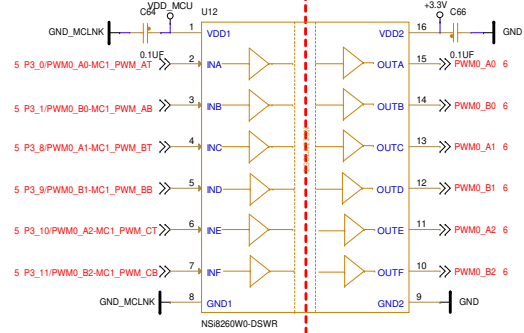 C64 VDD_MCU U12 +3.3V C66
GND_MCLNK 1 VDD1 VDD2 16 GND
0.1UF 0.1UF
5 P3_0/PWM0_A0-MC1_PWM_AT 2 INA OUTA 15 PWM0_A0 6
5 P3_1/PWM0_B0-MC1_PWM_AB 3 INB OUTB 14 PWM0_B0 6
5 P3_8/PWM0_A1-MC1_PWM_BT 4 INC OUTC 13 PWM0_A1 6
5 P3_9/PWM0_B1-MC1_PWM_BB 5 IND OUTD 12 PWM0_B1 6
5 P3_10/PWM0_A2-MC1_PWM_CT 6 INE OUTE 11 PWM0_A2 6
5 P3_11/PWM0_B2-MC1_PWM_CB 7 INF OUTF 10 PWM0_B2 6
GND_MCLNK 8 GND1 GND2 9 GND
NSi8260W0-DSWR